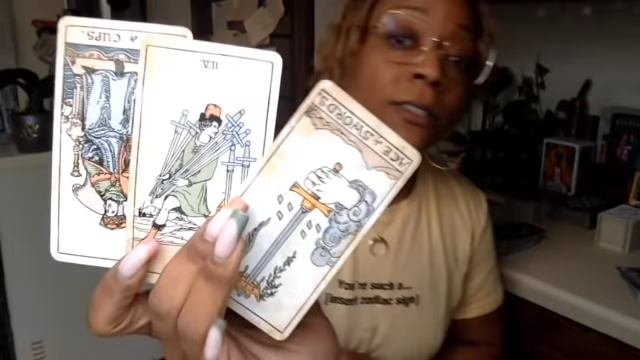 CUPS.
VII.
ACE of SWORDS.
You're such a...
[insert zodiac sign]